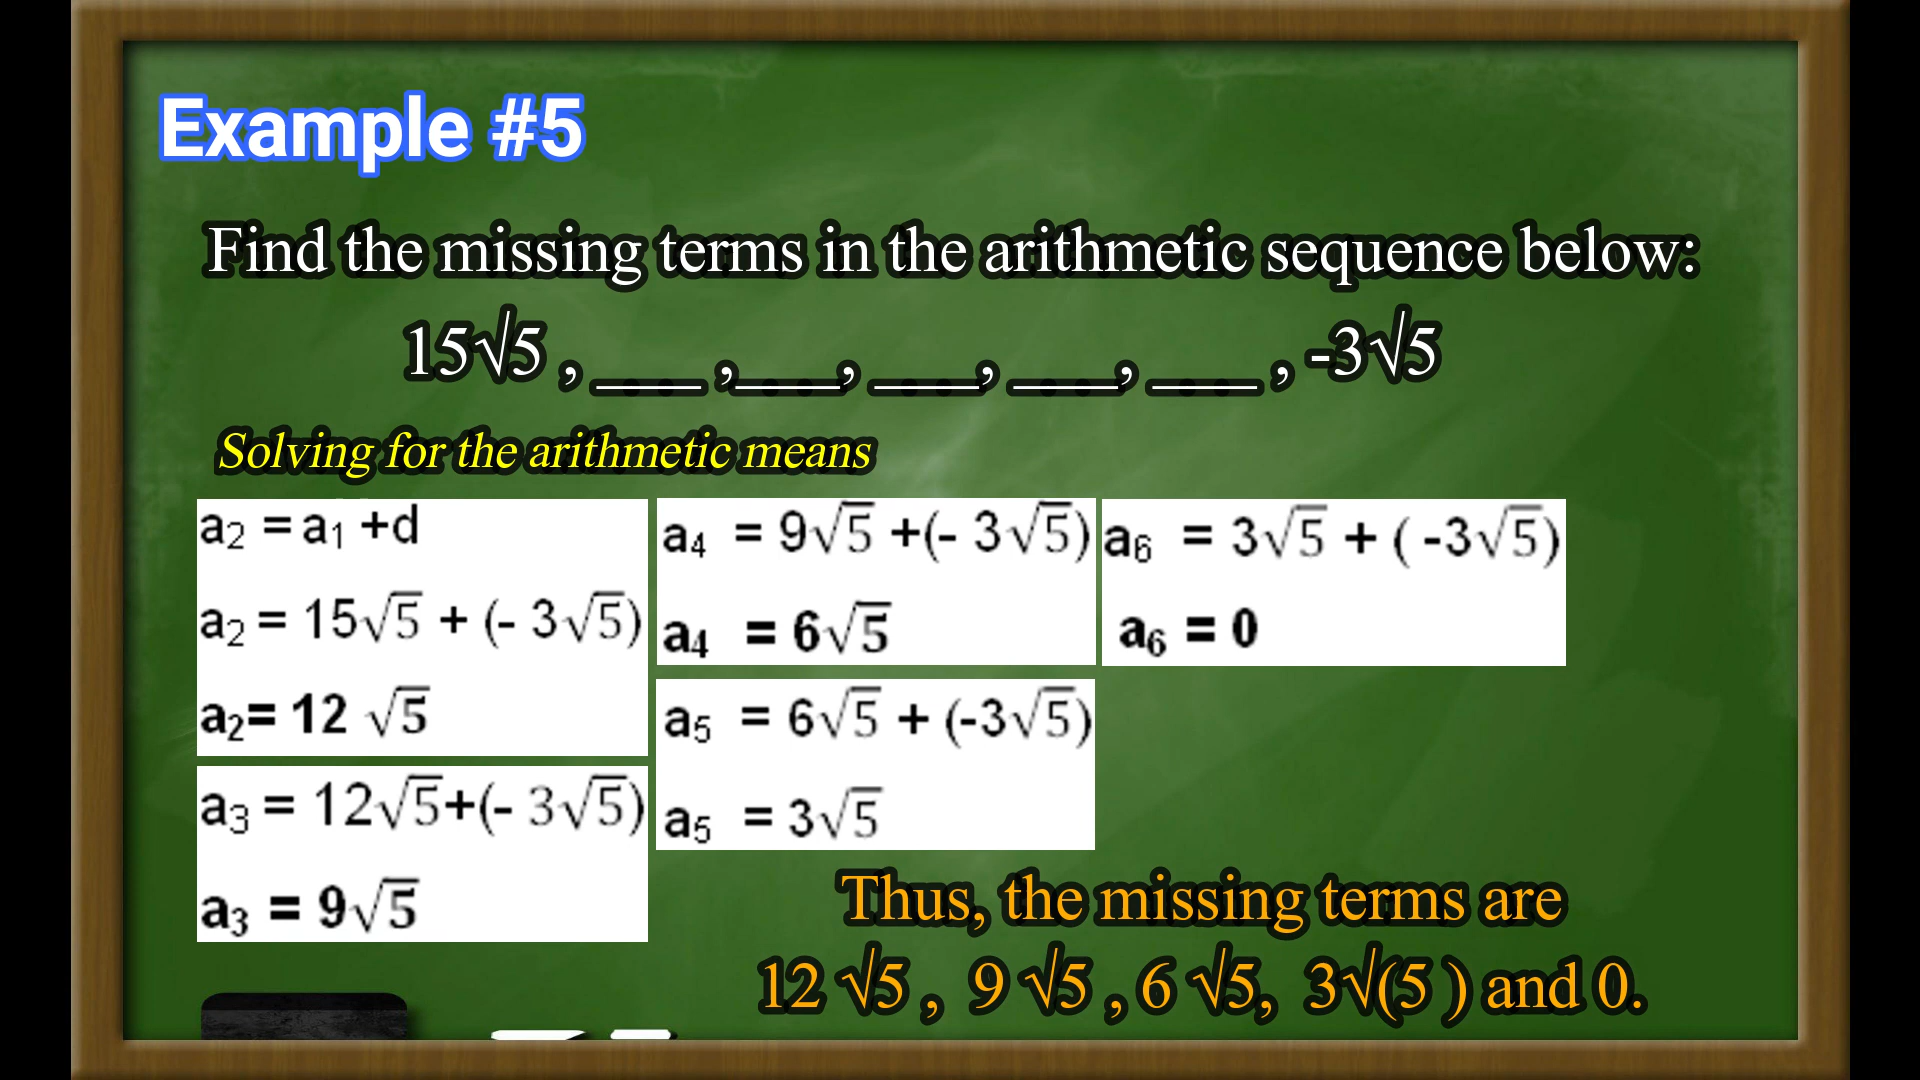 Example #5
Find the missing terms in the arithmetic sequence below:
15√5 , ___ ,___, ___, ___, ___ , -3√5
Solving for the arithmetic means
a₂ = a₁ +d
a₂ = 15√5 + (- 3√5)
a₂= 12 √5
a₃ = 12√5+(- 3√5)
a₃ = 9√5
a₄ = 9√5 +(- 3√5)
a₄ = 6√5
a₅ = 6√5 + (-3√5)
a₅ = 3√5
a₆ = 3√5 + ( -3√5)
a₆ = 0
Thus, the missing terms are
12 √5 , 9 √5 , 6 √5, 3√(5 ) and 0.